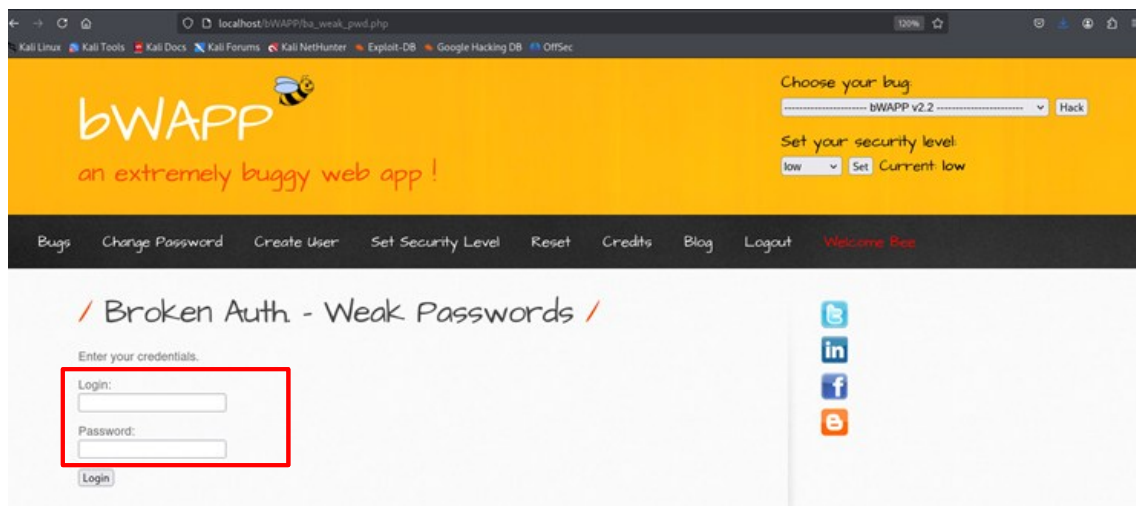 localhost/bWAPP/ba_weak_pwd.php 120%
Kali Linux Kali Tools Kali Docs Kali Forums Kali NetHunter Exploit-DB Google Hacking DB OffSec
bWAPP
an extremely buggy web app !
Choose your bug:
---------------------- bWAPP v2.2 ---------------------- Hack
Set your security level:
low Set Current: low
Bugs Change Password Create User Set Security Level Reset Credits Blog Logout Welcome Bee
/ Broken Auth. - Weak Passwords /
Enter your credentials.
Login:
Password:
Login
in
f